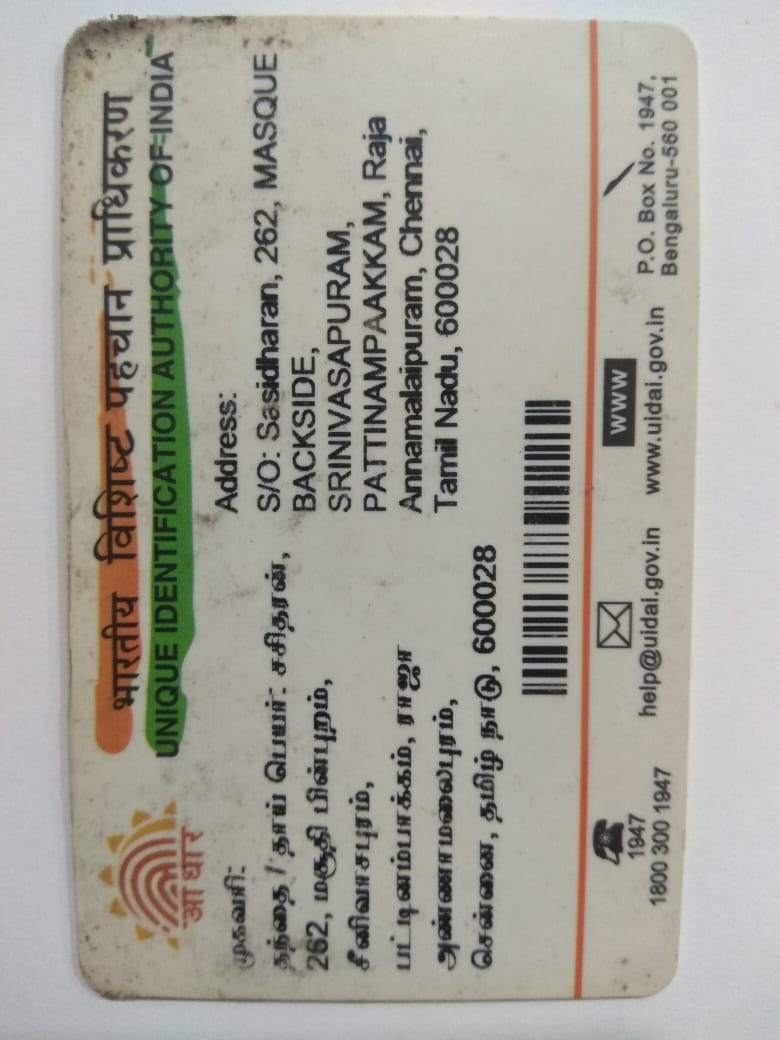 भारतीय विशिष्ट पहचान प्राधिकरण
UNIQUE IDENTIFICATION AUTHORITY OF INDIA
आधार
முகவரி:
தந்தை / தாய் பெயர்: சசிதரன்,
262, மசூதி பின்புறம்,
சீனிவாசபுரம்,
பட்டினம்பாக்கம், ராஜா
அண்ணாமலைபுரம்,
சென்னை, தமிழ் நாடு, 600028
Address:
S/O: Sasidharan, 262, MASQUE
BACKSIDE,
SRINIVASAPURAM,
PATTINAMPAAKKAM, Raja
Annamalaipuram, Chennai,
Tamil Nadu, 600028
1947
1800 300 1947
help@uidai.gov.in
WWW
www.uidai.gov.in
P.O. Box No. 1947,
Bengaluru-560 001